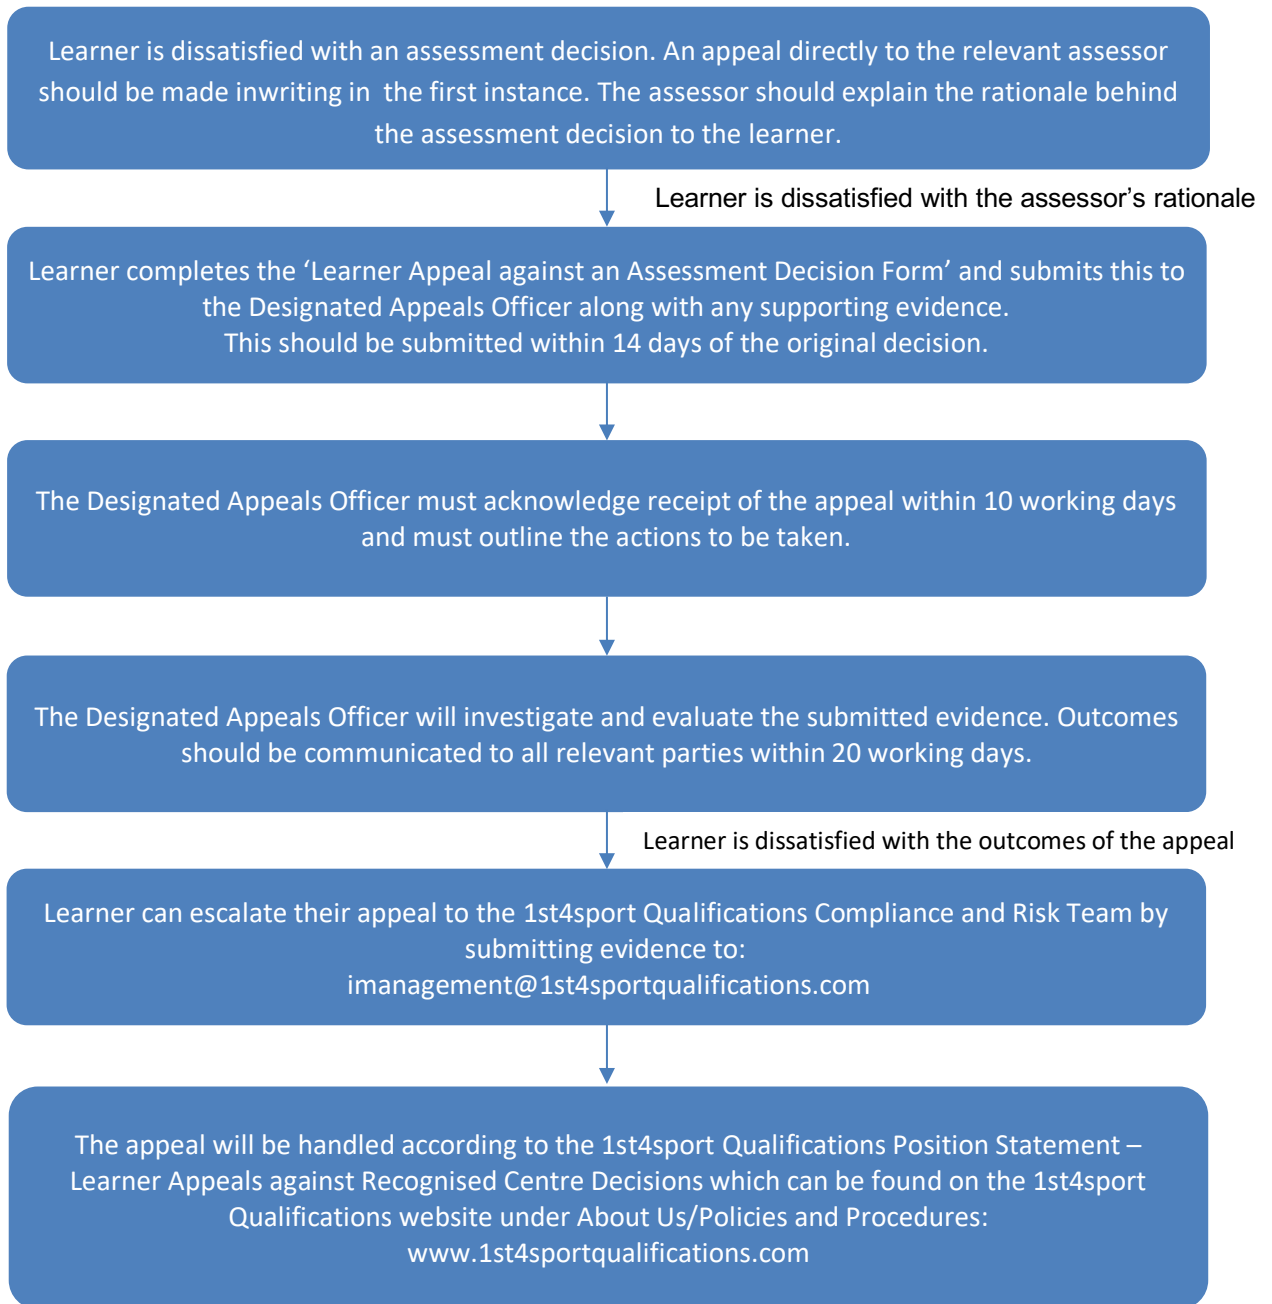 Learner is dissatisfied with an assessment decision. An appeal directly to the relevant assessor
should be made inwriting in  the first instance. The assessor should explain the rationale behind
the assessment decision to the learner.
Learner is dissatisfied with the assessor’s rationale
Learner completes the ‘Learner Appeal against an Assessment Decision Form’ and submits this to
the Designated Appeals Officer along with any supporting evidence.
This should be submitted within 14 days of the original decision.
The Designated Appeals Officer must acknowledge receipt of the appeal within 10 working days
and must outline the actions to be taken.
The Designated Appeals Officer will investigate and evaluate the submitted evidence. Outcomes
should be communicated to all relevant parties within 20 working days.
Learner is dissatisfied with the outcomes of the appeal
Learner can escalate their appeal to the 1st4sport Qualifications Compliance and Risk Team by
submitting evidence to:
imanagement@1st4sportqualifications.com
The appeal will be handled according to the 1st4sport Qualifications Position Statement –
Learner Appeals against Recognised Centre Decisions which can be found on the 1st4sport
Qualifications website under About Us/Policies and Procedures:
www.1st4sportqualifications.com